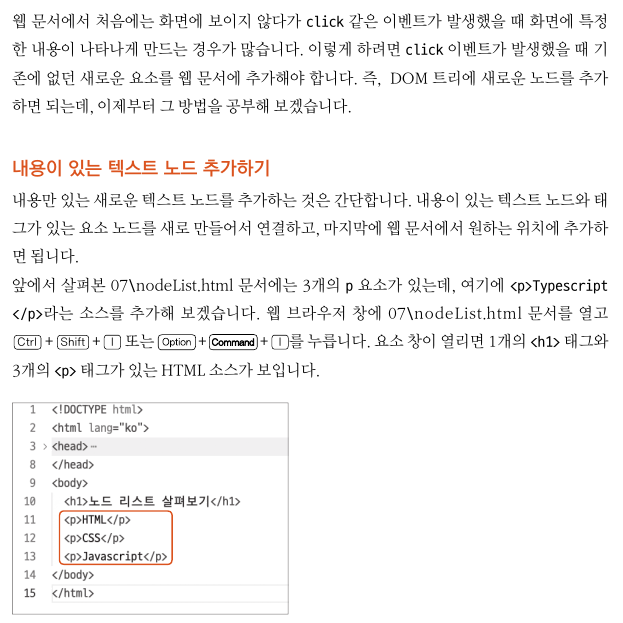 웹 문서에서 처음에는 화면에 보이지 않다가 click 같은 이벤트가 발생했을 때 화면에 특정
한 내용이 나타나게 만드는 경우가 많습니다. 이렇게 하려면 click 이벤트가 발생했을 때 기
존에 없던 새로운 요소를 웹 문서에 추가해야 합니다. 즉, DOM 트리에 새로운 노드를 추가
하면 되는데, 이제부터 그 방법을 공부해 보겠습니다.
내용이 있는 텍스트 노드 추가하기
내용만 있는 새로운 텍스트 노드를 추가하는 것은 간단합니다. 내용이 있는 텍스트 노드와 태
그가 있는 요소 노드를 새로 만들어서 연결하고, 마지막에 웹 문서에서 원하는 위치에 추가하
면 됩니다.
앞에서 살펴본 07\nodeList.html 문서에는 3개의 p 요소가 있는데, 여기에 <p>Typescript
</p>라는 소스를 추가해 보겠습니다. 웹 브라우저 창에 07\nodeList.html 문서를 열고
Ctrl + Shift + I 또는 Option + Command + I 를 누릅니다. 요소 창이 열리면 1개의 <h1> 태그와
3개의 <p> 태그가 있는 HTML 소스가 보입니다.
1 <!DOCTYPE html>
2 <html lang="ko">
3 > <head> ⋯
8 </head>
9 <body>
10 <h1>노드 리스트 살펴보기</h1>
11 <p>HTML</p>
12 <p>CSS</p>
13 <p>Javascript</p>
14 </body>
15 </html>